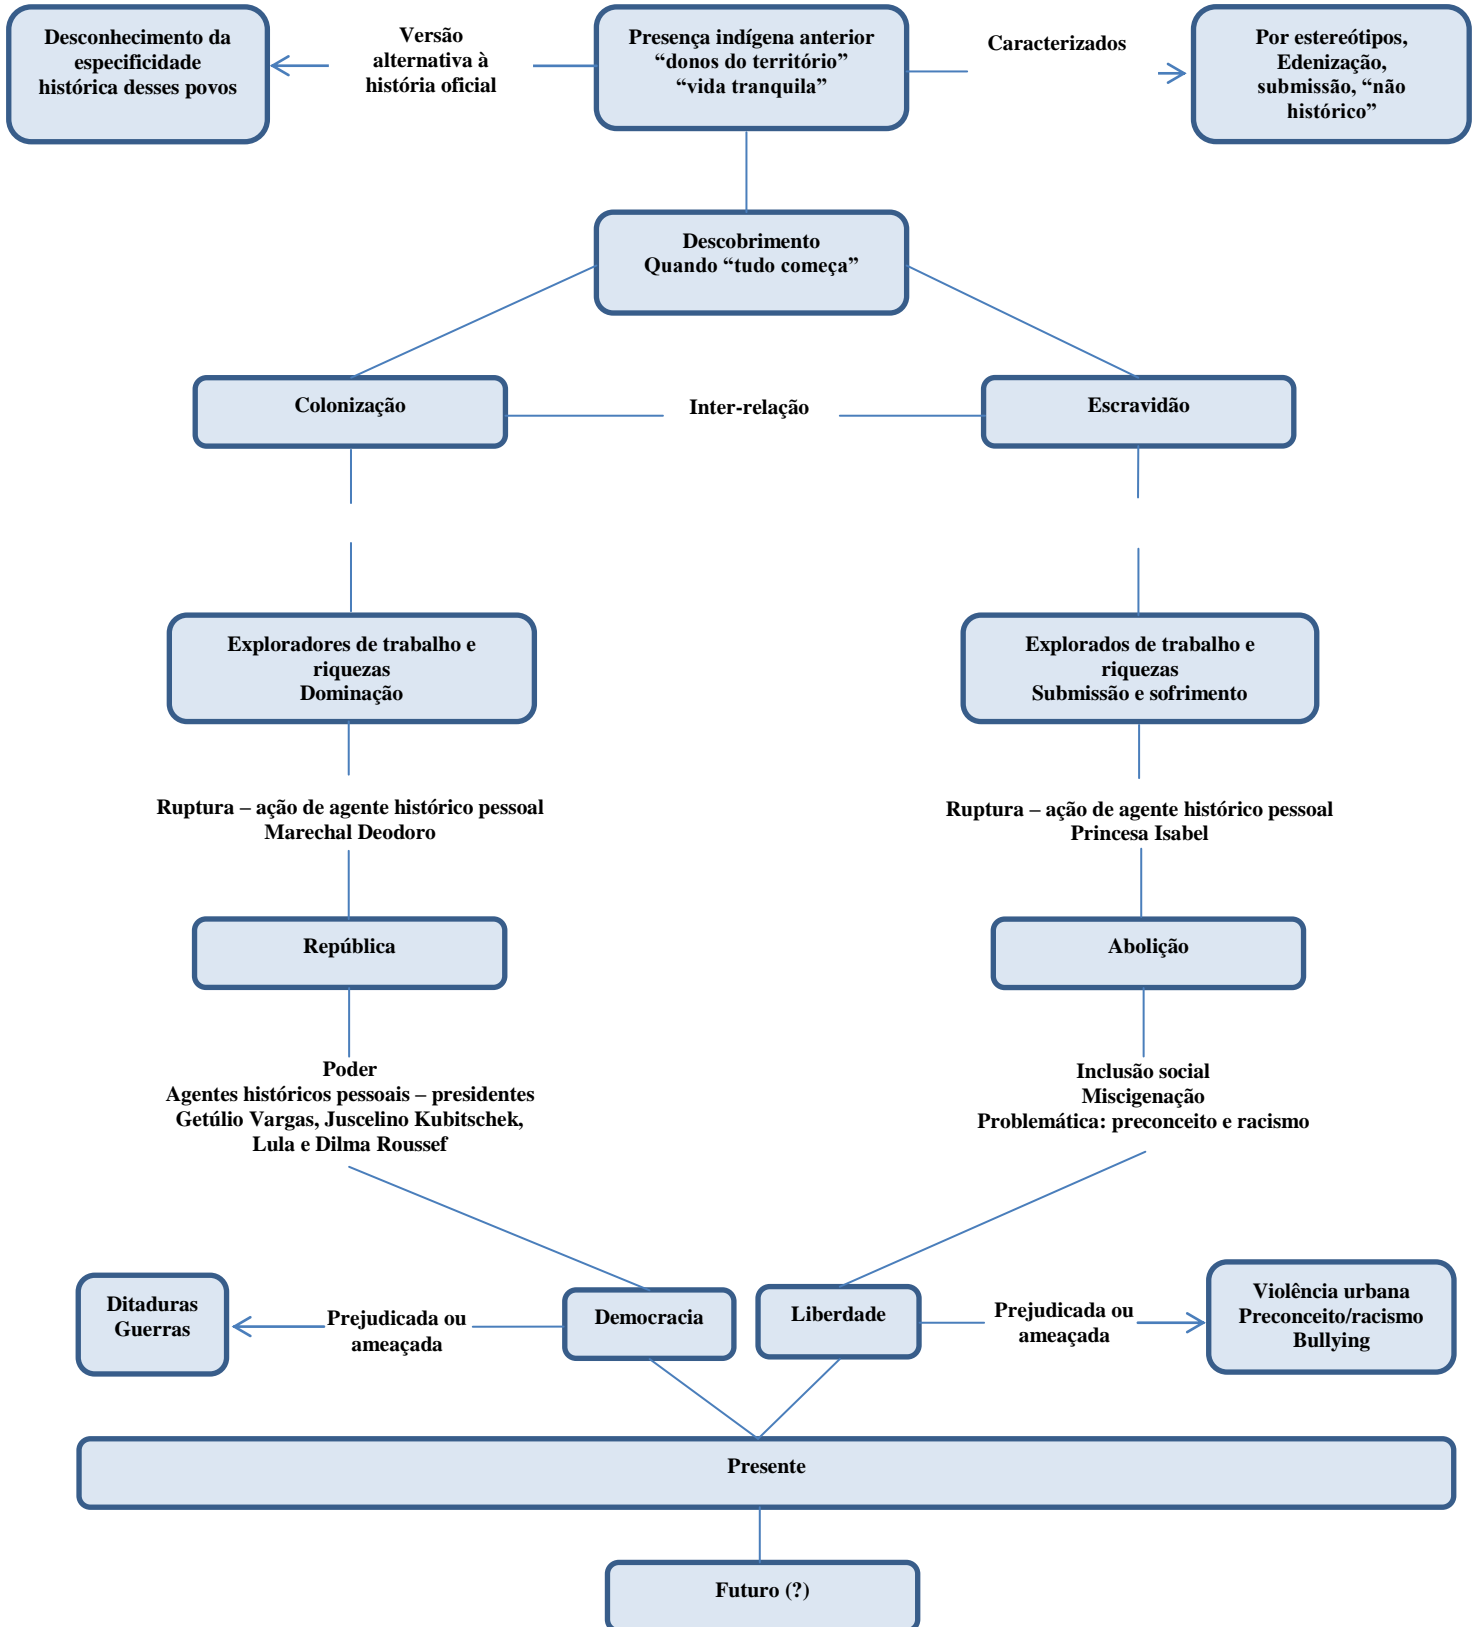 Desconhecimento da
especificidade
histórica desses povos
Versão
alternativa à
história oficial
Presença indígena anterior
“donos do território”
“vida tranquila”
Caracterizados
Por estereótipos,
Edenização,
submissão, “não
histórico”
Descobrimento
Quando “tudo começa”
Colonização
Inter-relação
Escravidão
Exploradores de trabalho e
riquezas
Dominação
Explorados de trabalho e
riquezas
Submissão e sofrimento
Ruptura – ação de agente histórico pessoal
Marechal Deodoro
Ruptura – ação de agente histórico pessoal
Princesa Isabel
República
Abolição
Poder
Agentes históricos pessoais – presidentes
Getúlio Vargas, Juscelino Kubitschek,
Lula e Dilma Roussef
Inclusão social
Miscigenação
Problemática: preconceito e racismo
Ditaduras
Guerras
Prejudicada ou
ameaçada
Democracia
Liberdade
Prejudicada ou
ameaçada
Violência urbana
Preconceito/racismo
Bullying
Presente
Futuro (?)